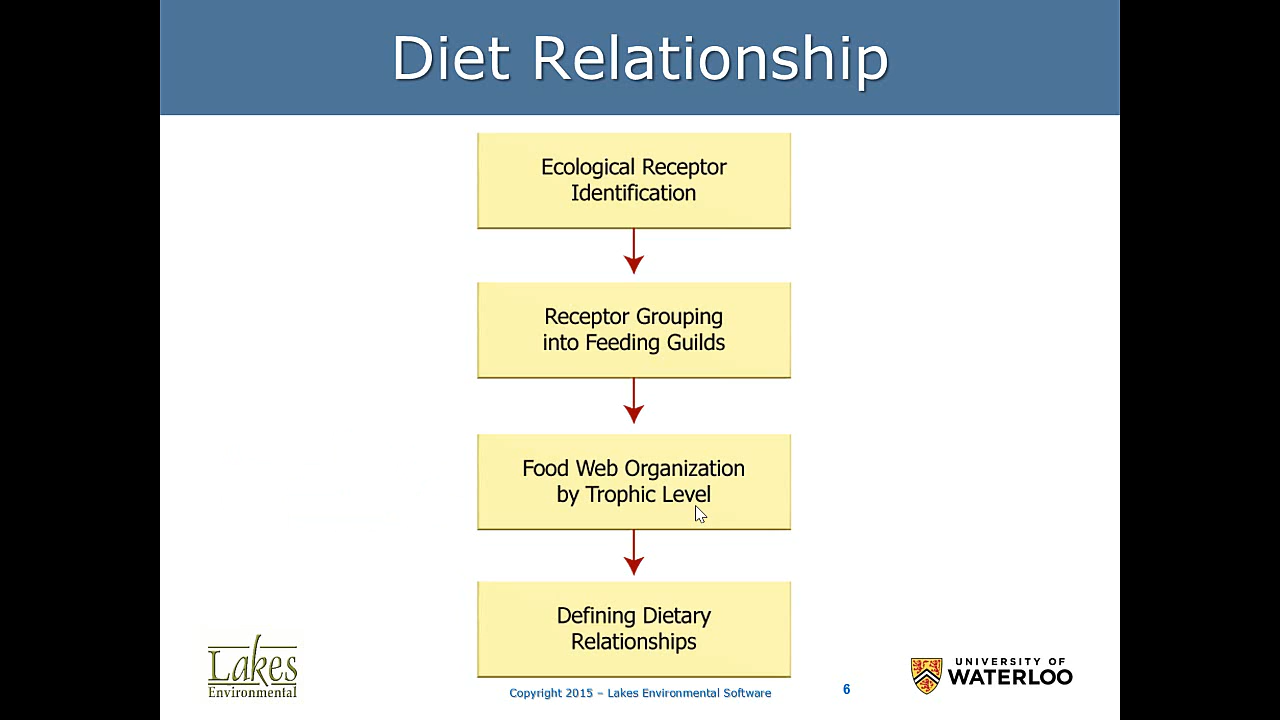 Diet Relationship
Ecological Receptor
Identification
Receptor Grouping
into Feeding Guilds
Food Web Organization
by Trophic Level
Defining Dietary
Relationships
Lakes
Environmental
Copyright 2015 – Lakes Environmental Software
6
UNIVERSITY OF
WATERLOO